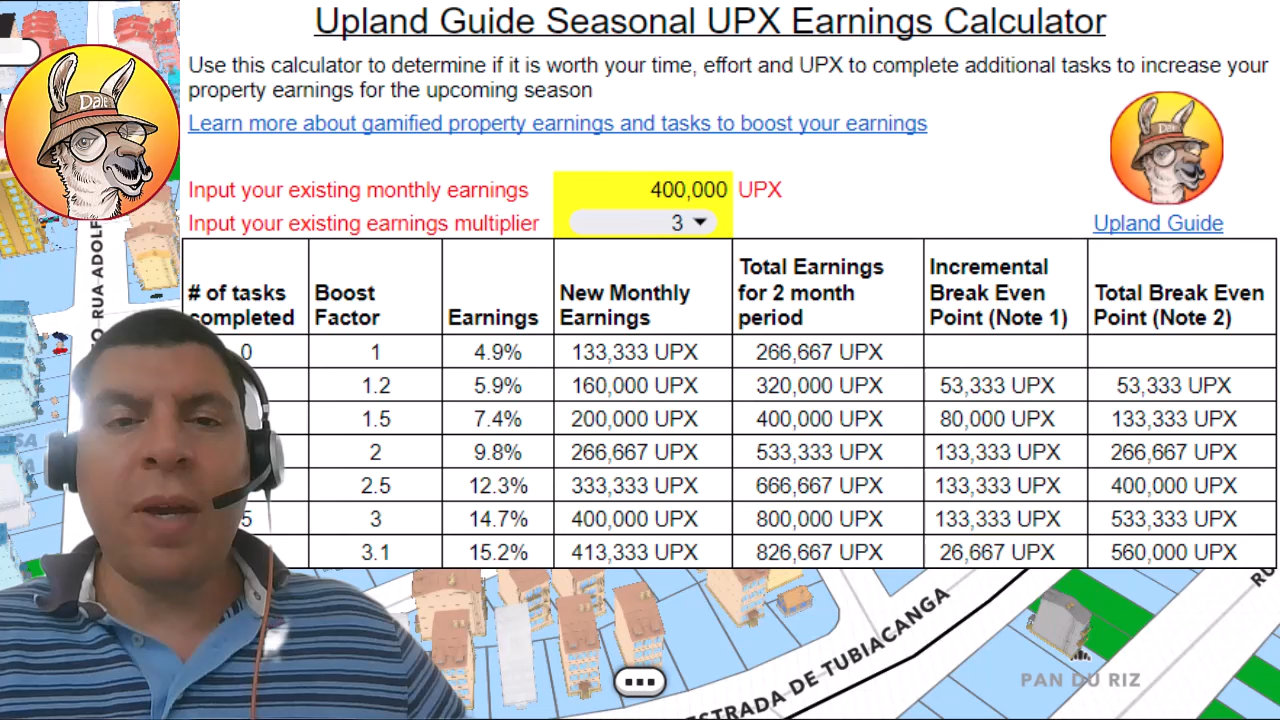 Upland Guide Seasonal UPX Earnings Calculator
Use this calculator to determine if it is worth your time, effort and UPX to complete additional tasks to increase your
property earnings for the upcoming season
Learn more about gamified property earnings and tasks to boost your earnings
Dale
Dale
Input your existing monthly earnings 400,000 UPX
Input your existing earnings multiplier 3
Upland Guide
# of tasks completed Boost Factor Earnings New Monthly Earnings Total Earnings for 2 month period Incremental Break Even Point (Note 1) Total Break Even Point (Note 2)
0 1 4.9% 133,333 UPX 266,667 UPX
1.2 5.9% 160,000 UPX 320,000 UPX 53,333 UPX 53,333 UPX
1.5 7.4% 200,000 UPX 400,000 UPX 80,000 UPX 133,333 UPX
2 9.8% 266,667 UPX 533,333 UPX 133,333 UPX 266,667 UPX
2.5 12.3% 333,333 UPX 666,667 UPX 133,333 UPX 400,000 UPX
5 3 14.7% 400,000 UPX 800,000 UPX 133,333 UPX 533,333 UPX
3.1 15.2% 413,333 UPX 826,667 UPX 26,667 UPX 560,000 UPX
RUA-ADOLF
ESTRADA DE TUBIACANGA
PAN DU RIZ